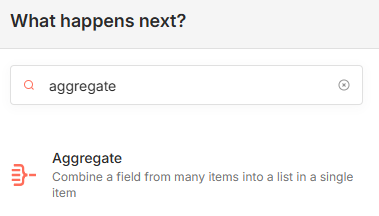 What happens next?
aggregate
Aggregate
Combine a field from many items into a list in a single
item